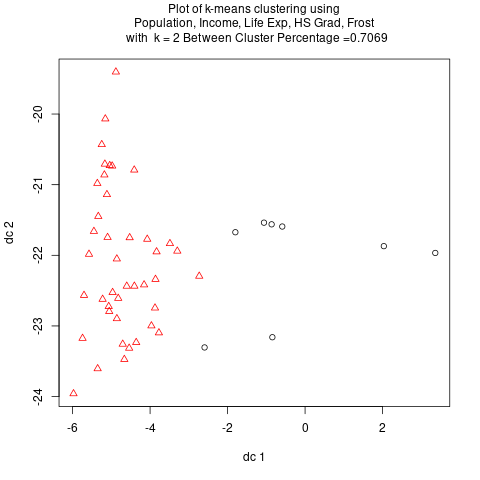 Plot of k-means clustering using
Population, Income, Life Exp, HS Grad, Frost
with  k = 2 Between Cluster Percentage =0.7069
-20
-21
-22
-23
-24
dc 2
-6
-4
-2
0
2
dc 1